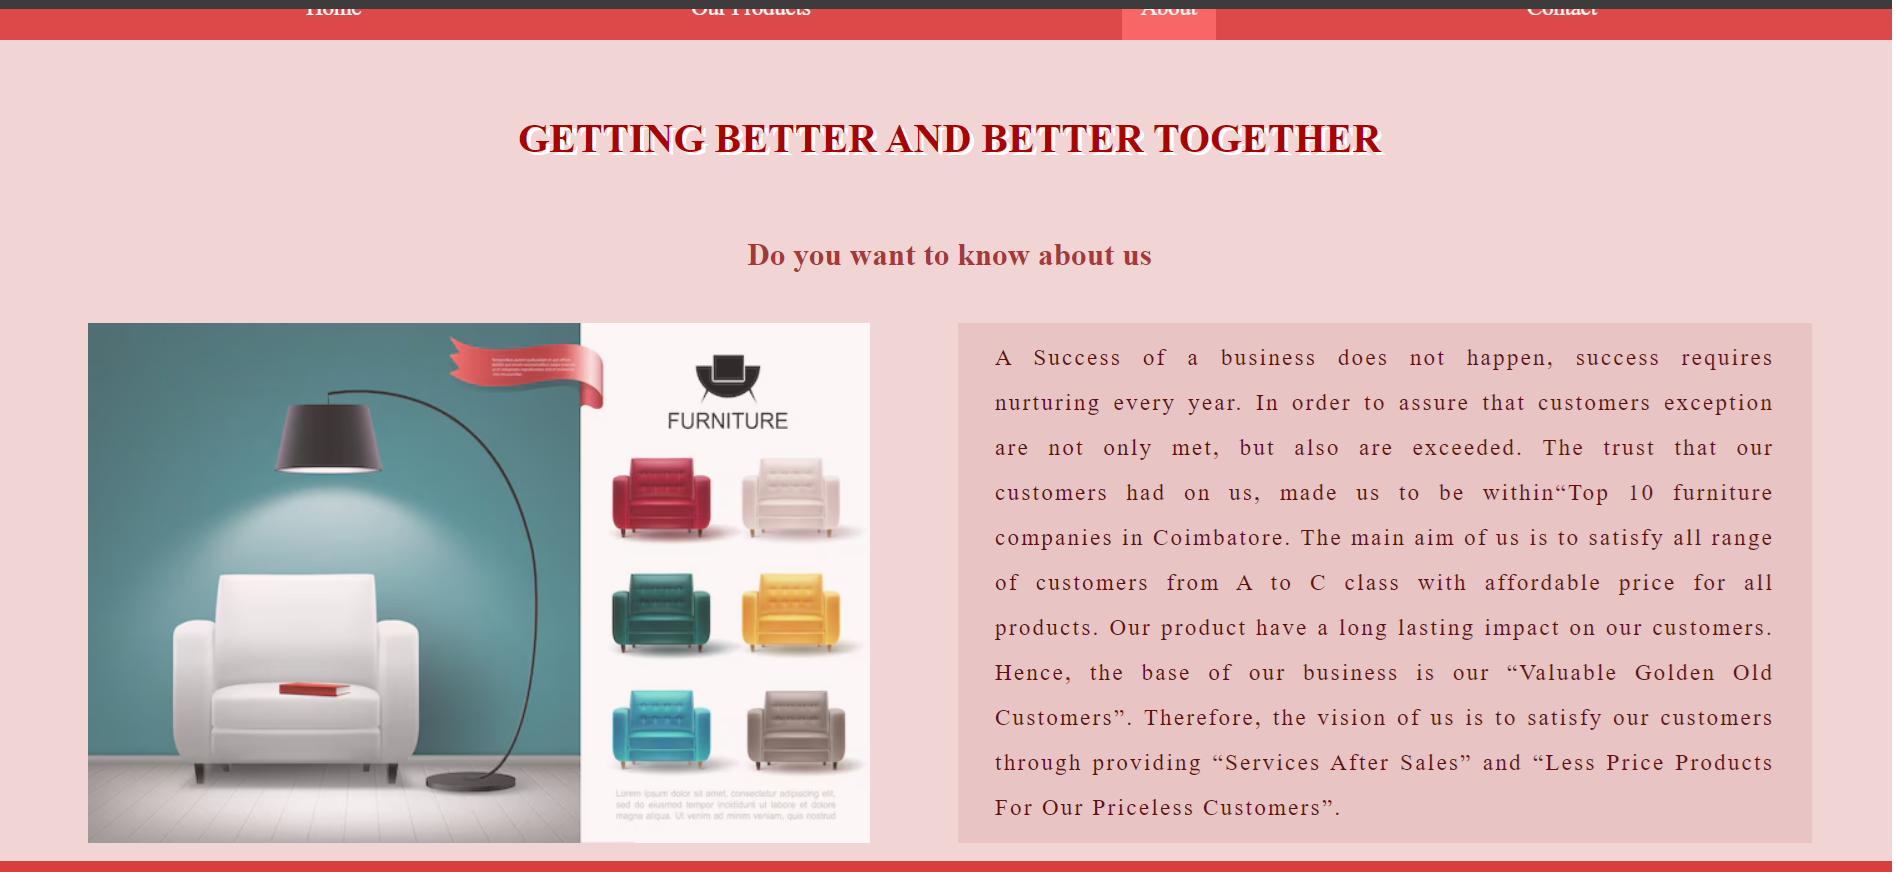 Home Our Products About Contact
GETTING BETTER AND BETTER TOGETHER
Do you want to know about us
FURNITURE
Lorem ipsum dolor sit amet, consectetur adipiscing elit,
sed do eiusmod tempor incididunt ut labore et dolore
magna aliqua. Ut venim ad minim veniam, quis nostrud
A Success of a business does not happen, success requires
nurturing every year. In order to assure that customers exception
are not only met, but also are exceeded. The trust that our
customers had on us, made us to be within“Top 10 furniture
companies in Coimbatore. The main aim of us is to satisfy all range
of customers from A to C class with affordable price for all
products. Our product have a long lasting impact on our customers.
Hence, the base of our business is our “Valuable Golden Old
Customers”. Therefore, the vision of us is to satisfy our customers
through providing “Services After Sales” and “Less Price Products
For Our Priceless Customers”.